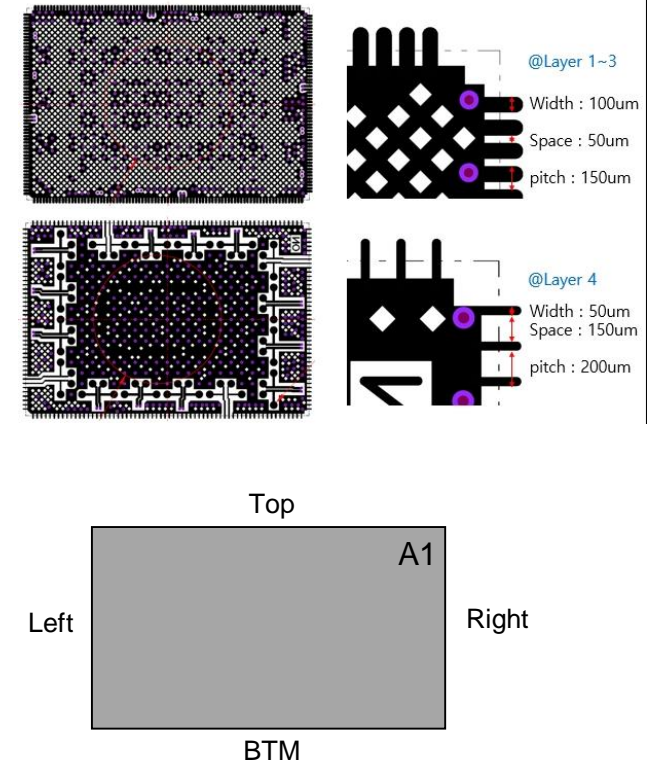 @Layer 1~3
Width : 100um
Space : 50um
pitch : 150um
@Layer 4
Width : 50um
Space : 150um
pitch : 200um
Top
A1
Left
Right
BTM